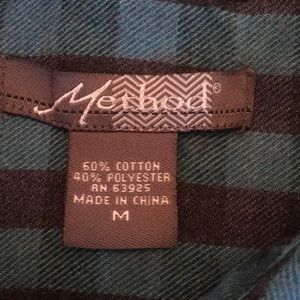 Method®
60% COTTON
40% POLYESTER
RN 63925
MADE IN CHINA
M